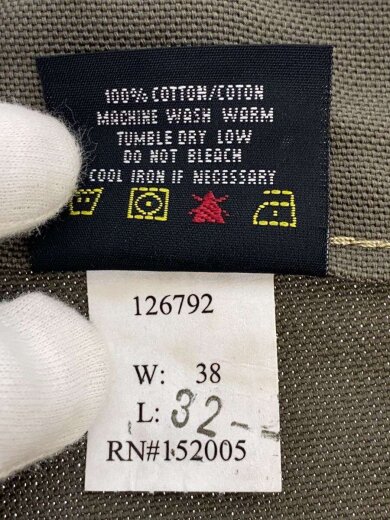 100% COTTON/COTON
MACHINE WASH WARM
TUMBLE DRY LOW
DO NOT BLEACH
COOL IRON IF NECESSARY
126792
W: 38
L: 32--
RN#152005